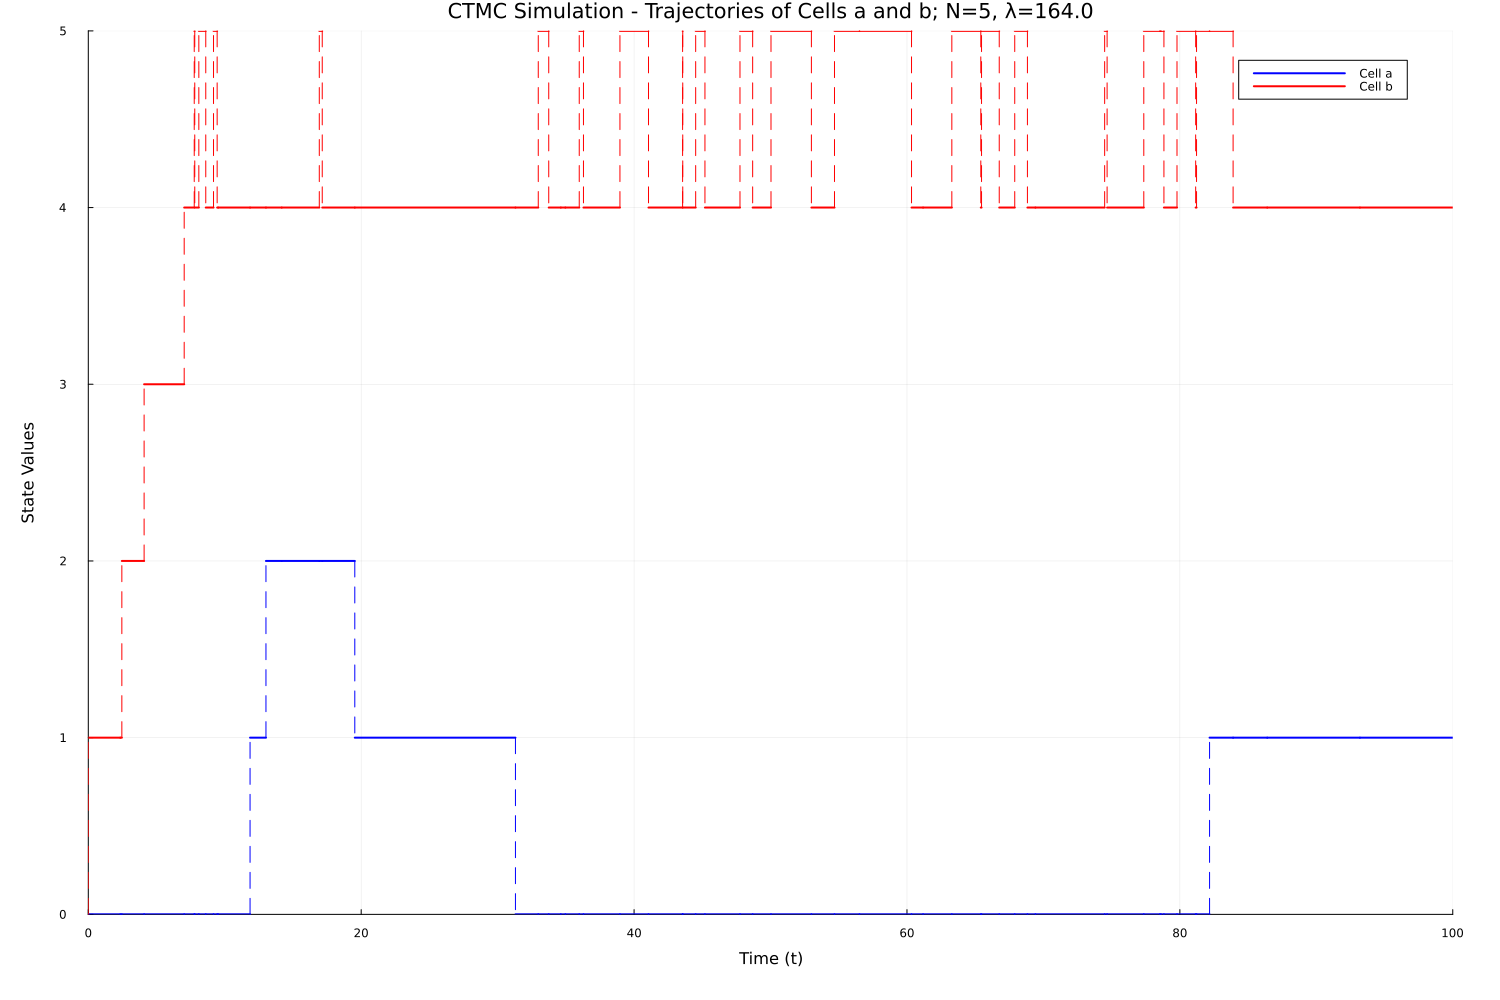 CTMC Simulation - Trajectories of Cells a and b; N=5, λ=164.0
5
Cell a
Cell b
4
3
State Values
2
1
0
0 20 40 60 80 100
Time (t)